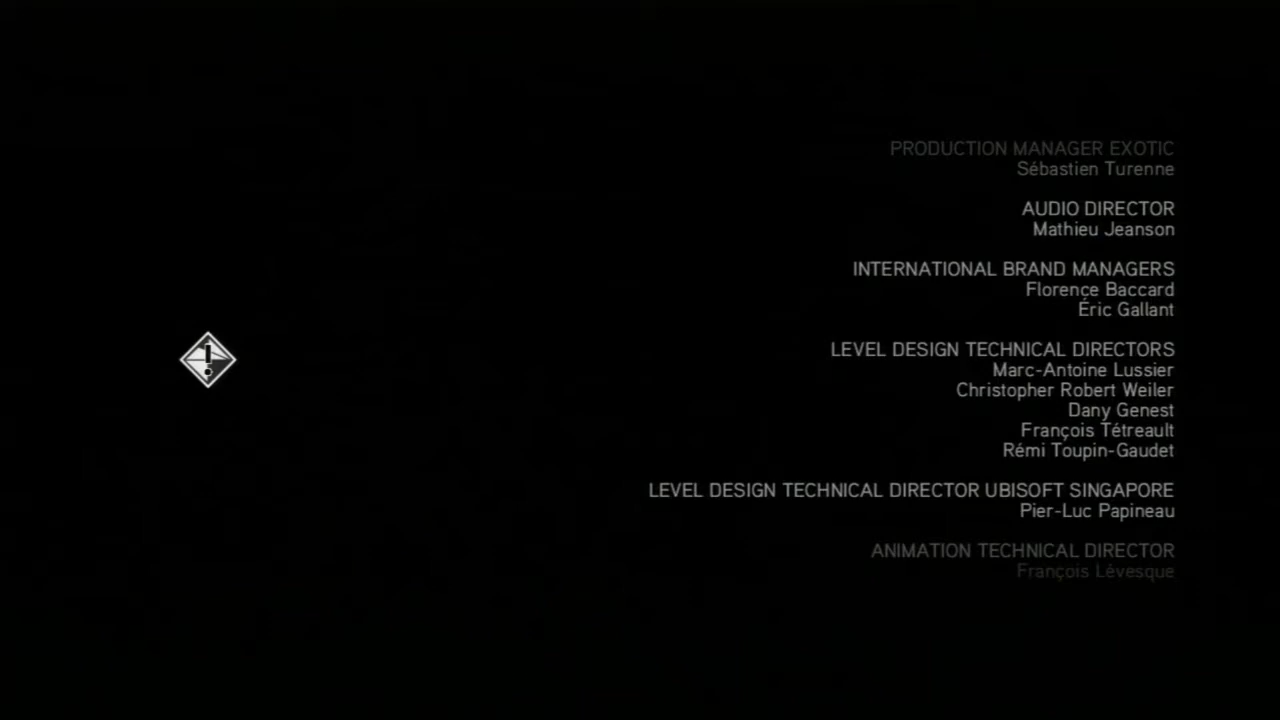 PRODUCTION MANAGER EXOTIC
Sébastien Turenne
AUDIO DIRECTOR
Mathieu Jeanson
INTERNATIONAL BRAND MANAGERS
Florence Baccard
Éric Gallant
LEVEL DESIGN TECHNICAL DIRECTORS
Marc-Antoine Lussier
Christopher Robert Weiler
Dany Genest
François Tétreault
Rémi Toupin-Gaudet
LEVEL DESIGN TECHNICAL DIRECTOR UBISOFT SINGAPORE
Pier-Luc Papineau
ANIMATION TECHNICAL DIRECTOR
François Lévesque